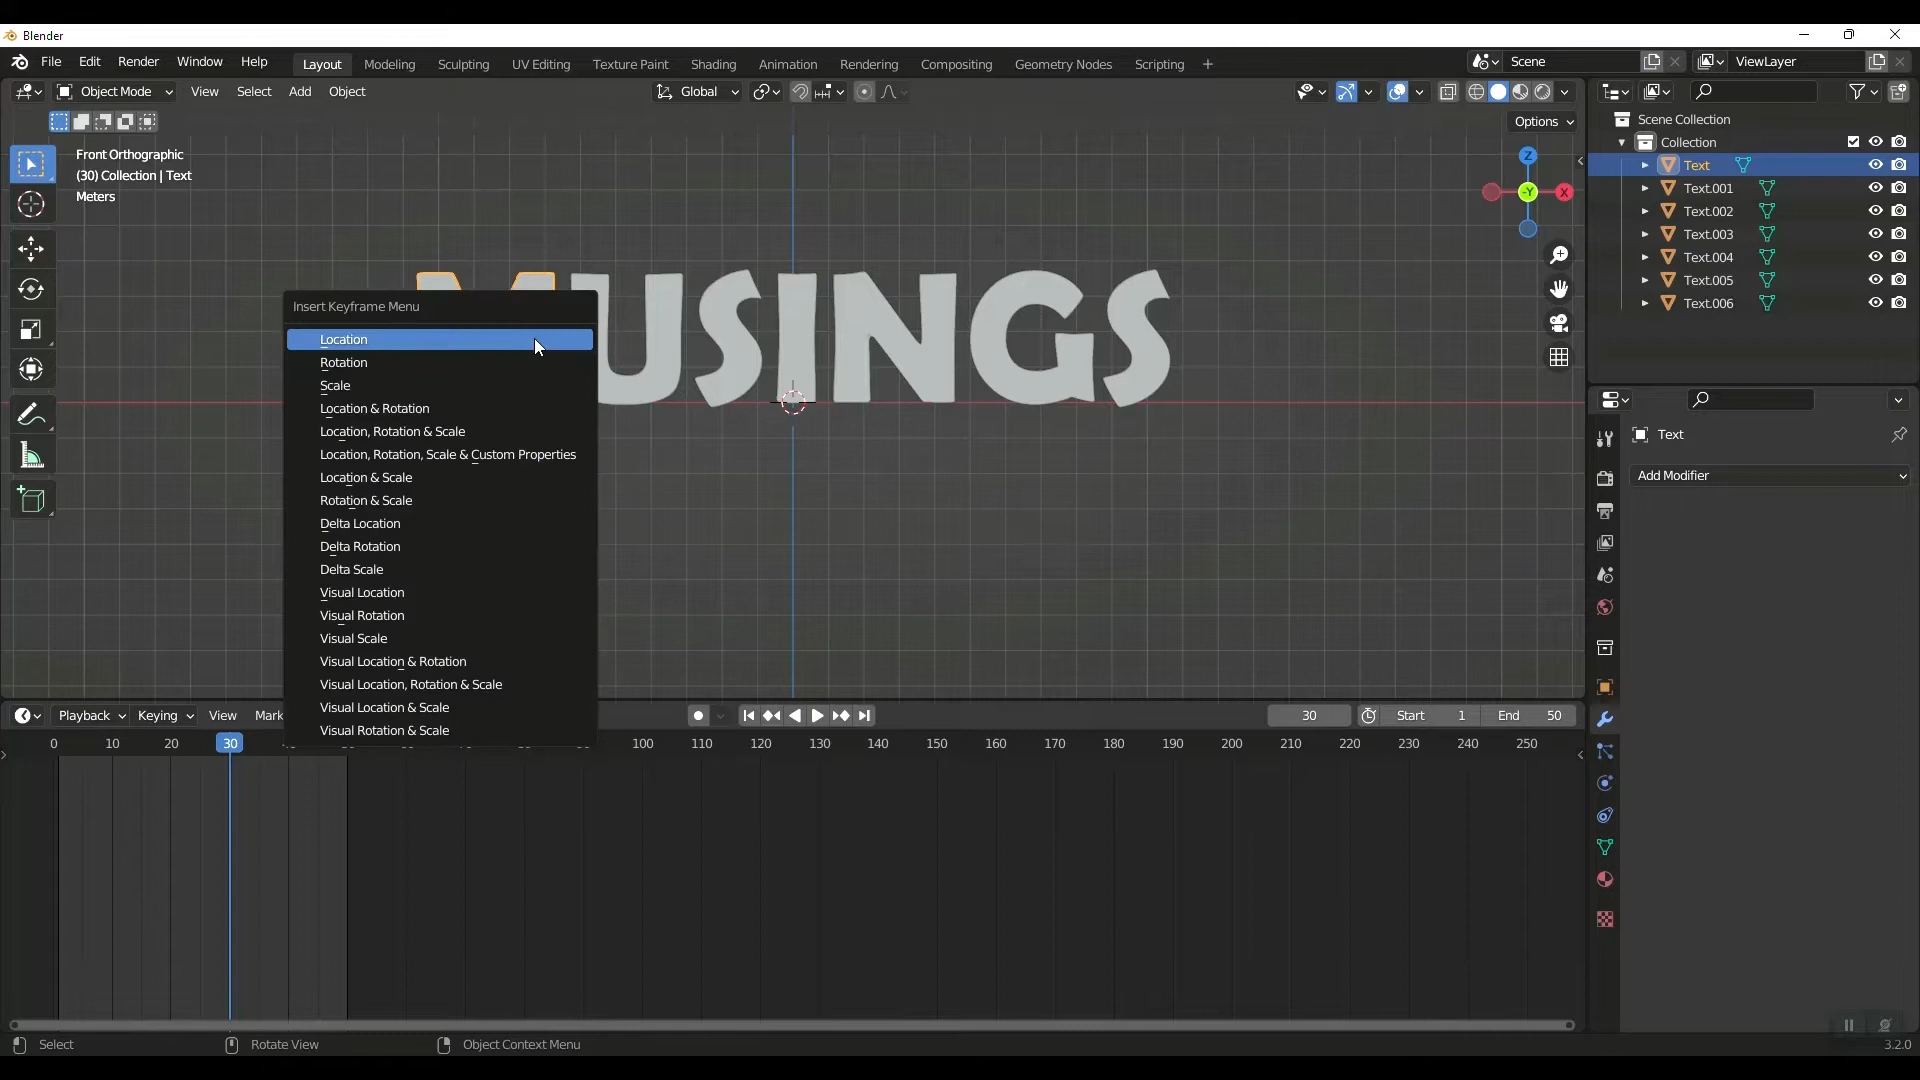 Blender
File Edit Render Window Help Layout Modeling Sculpting UV Editing Texture Paint Shading Animation Rendering Compositing Geometry Nodes Scripting + Scene ViewLayer
Object Mode View Select Add Object Global
Options
Front Orthographic
(30) Collection | Text
Meters
Z
-Y
X
USINGS
Insert Keyframe Menu
Location
Rotation
Scale
Location & Rotation
Location, Rotation & Scale
Location, Rotation, Scale & Custom Properties
Location & Scale
Rotation & Scale
Delta Location
Delta Rotation
Delta Scale
Visual Location
Visual Rotation
Visual Scale
Visual Location & Rotation
Visual Location, Rotation & Scale
Visual Location & Scale
Visual Rotation & Scale
Scene Collection
Collection
Text
Text.001
Text.002
Text.003
Text.004
Text.005
Text.006
Text
Add Modifier
Playback Keying View Mark 30 Start 1 End 50
0 10 20 30 100 110 120 130 140 150 160 170 180 190 200 210 220 230 240 250
Select Rotate View Object Context Menu 3.2.0